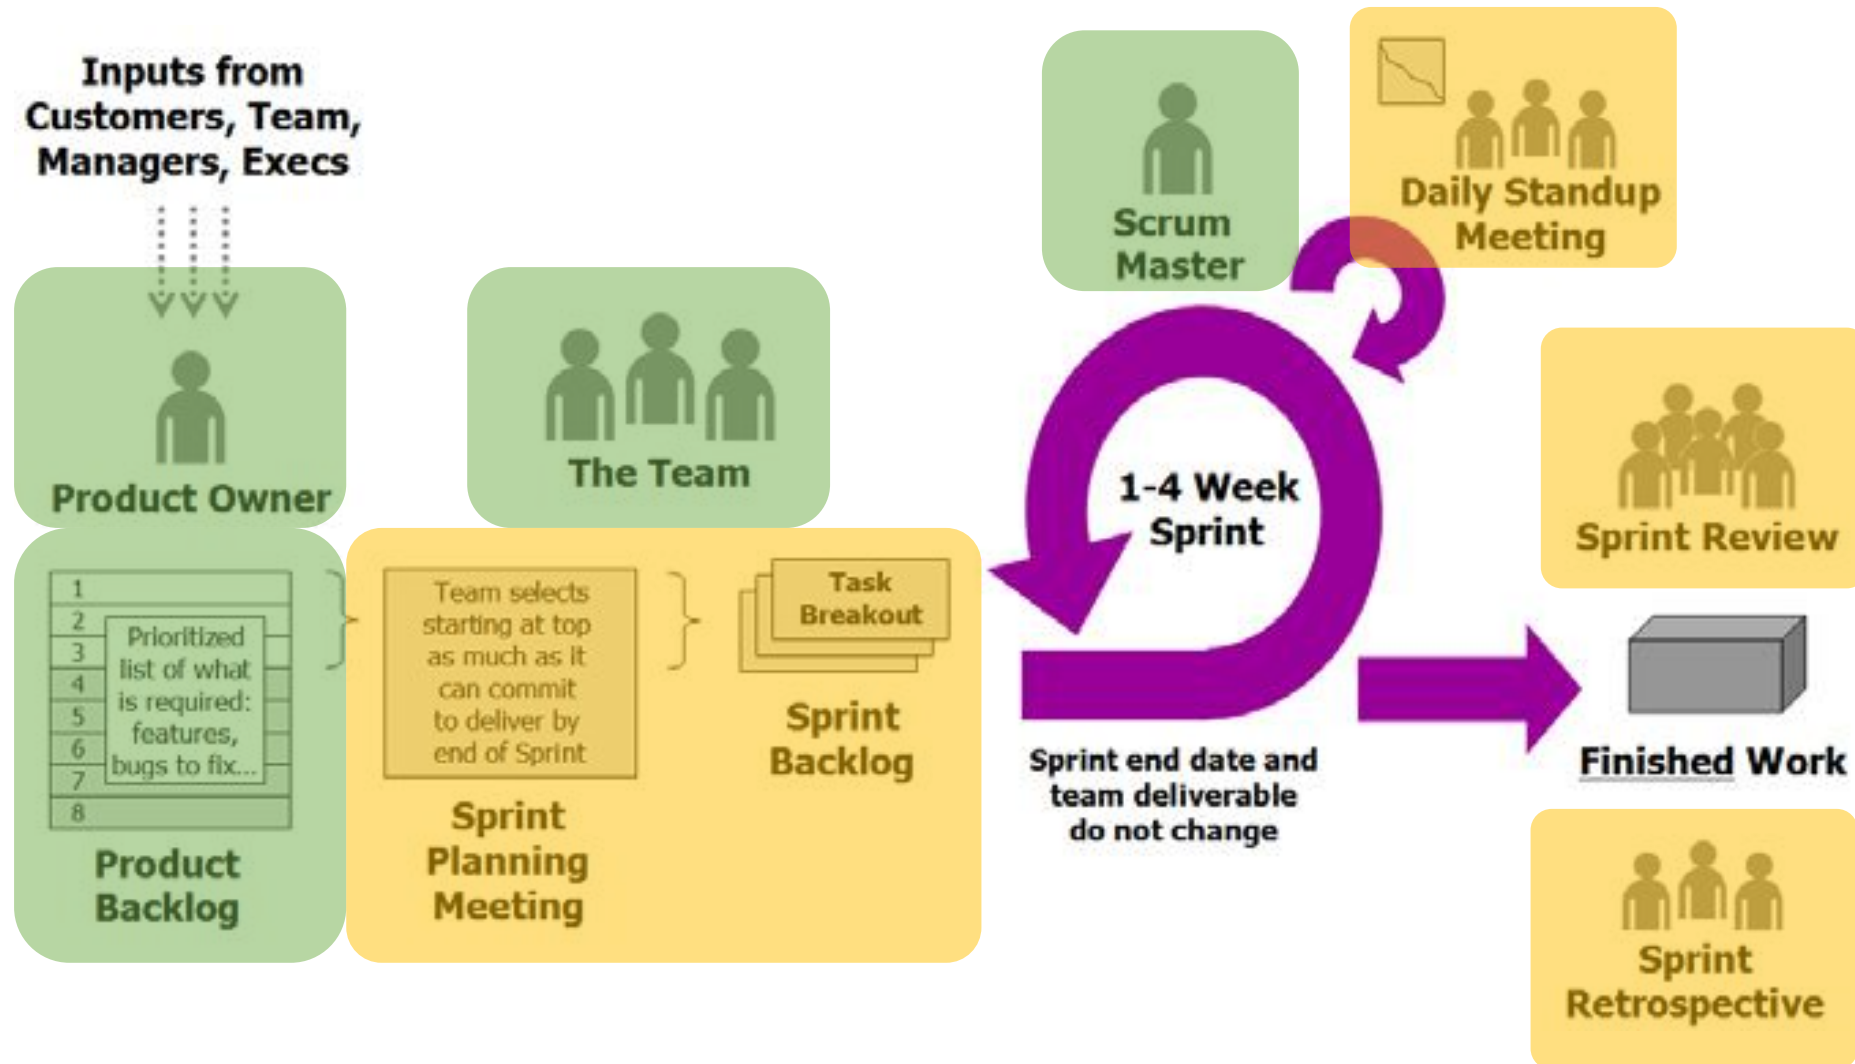 Inputs from
Customers, Team,
Managers, Execs
Product Owner
The Team
Scrum
Master
Daily Standup
Meeting
1
2
3
4
5
6
7
8
Prioritized
list of what
is required:
features,
bugs to fix...
Product
Backlog
Team selects
starting at top
as much as it
can commit
to deliver by
end of Sprint
Sprint
Planning
Meeting
Task
Breakout
Sprint
Backlog
1-4 Week
Sprint
Sprint end date and
team deliverable
do not change
Sprint Review
Finished Work
Sprint
Retrospective